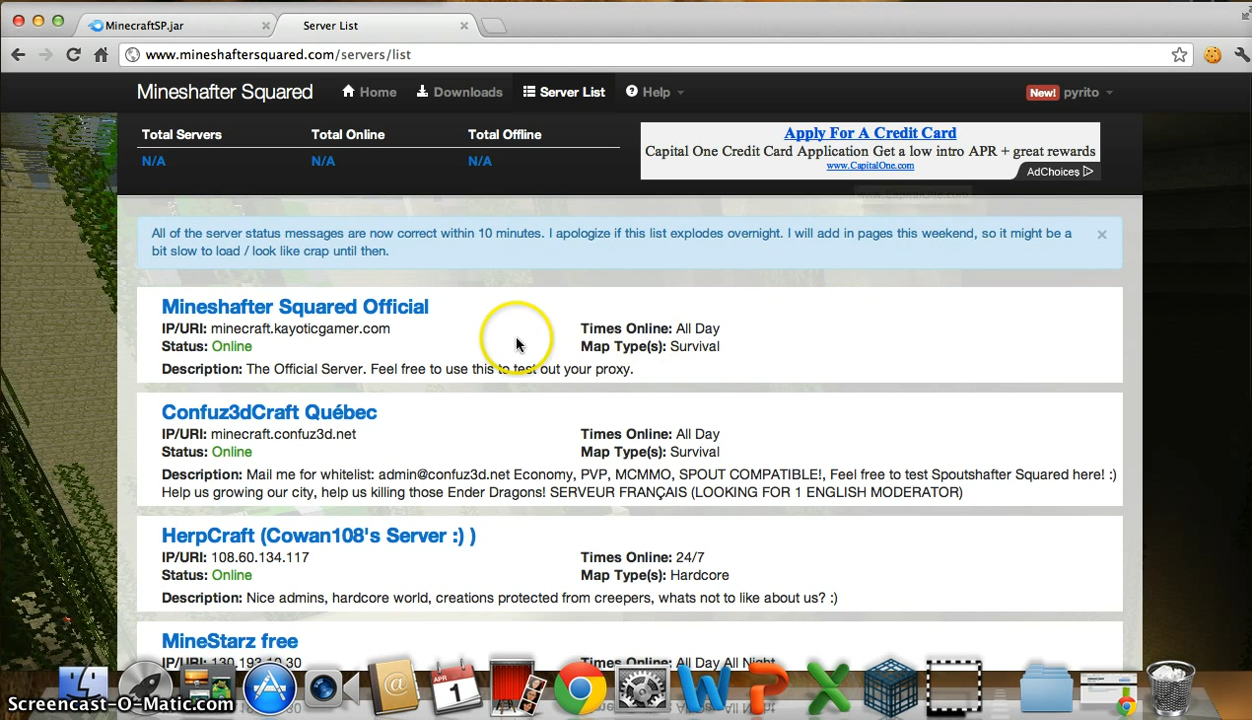 MinecraftSP.jar
Server List
www.mineshaftersquared.com/servers/list
Mineshafter Squared Home Downloads Server List Help New! pyrito
Total Servers Total Online Total Offline
N/A N/A N/A
Apply For A Credit Card
Capital One Credit Card Application Get a low intro APR + great rewards
www.CapitalOne.com
AdChoices
All of the server status messages are now correct within 10 minutes. I apologize if this list explodes overnight. I will add in pages this weekend, so it might be a
bit slow to load / look like crap until then.
Mineshafter Squared Official
IP/URI: minecraft.kayoticgamer.com Times Online: All Day
Status: Online Map Type(s): Survival
Description: The Official Server. Feel free to use this to test out your proxy.
Confuz3dCraft Québec
IP/URI: minecraft.confuz3d.net Times Online: All Day
Status: Online Map Type(s): Survival
Description: Mail me for whitelist: admin@confuz3d.net Economy, PVP, MCMMO, SPOUT COMPATIBLE!, Feel free to test Spoutshafter Squared here! :)
Help us growing our city, help us killing those Ender Dragons! SERVEUR FRANÇAIS (LOOKING FOR 1 ENGLISH MODERATOR)
HerpCraft (Cowan108's Server :) )
IP/URI: 108.60.134.117 Times Online: 24/7
Status: Online Map Type(s): Hardcore
Description: Nice admins, hardcore world, creations protected from creepers, whats not to like about us? :)
MineStarz free
IP/URI: Times Online: All Day All Night
APR
1
Screencast-O-Matic.com